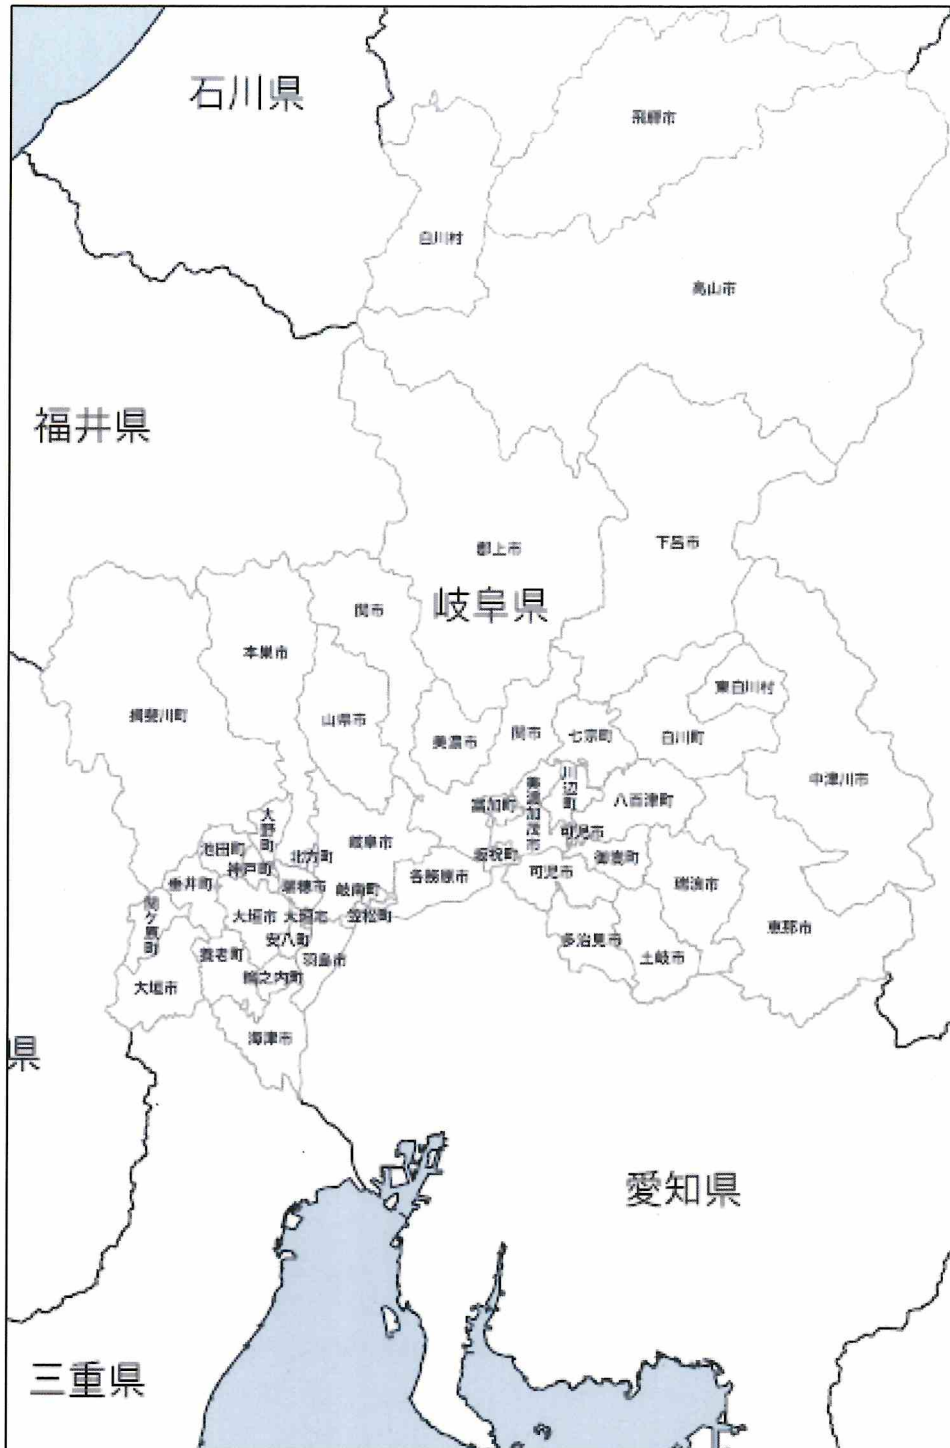 石川県
飛騨市
白川村
高山市
福井県
郡上市
下呂市
岐阜県
関市
本巣市
東白川村
揖斐川町
山県市
美濃市
関市
七宗町
白川町
中津川市
川辺町
美濃加茂市
八百津町
富加町
大野町
可児市
池田町
北方町
岐阜市
坂祝町
御嵩町
神戸町
可児市
各務原市
垂井町
瑞穂市
岐南町
瑞浪市
関ケ原町
大垣市
大垣市
笠松町
恵那市
安八町
多治見市
養老町
羽島市
土岐市
輪之内町
大垣市
海津市
県
愛知県
三重県